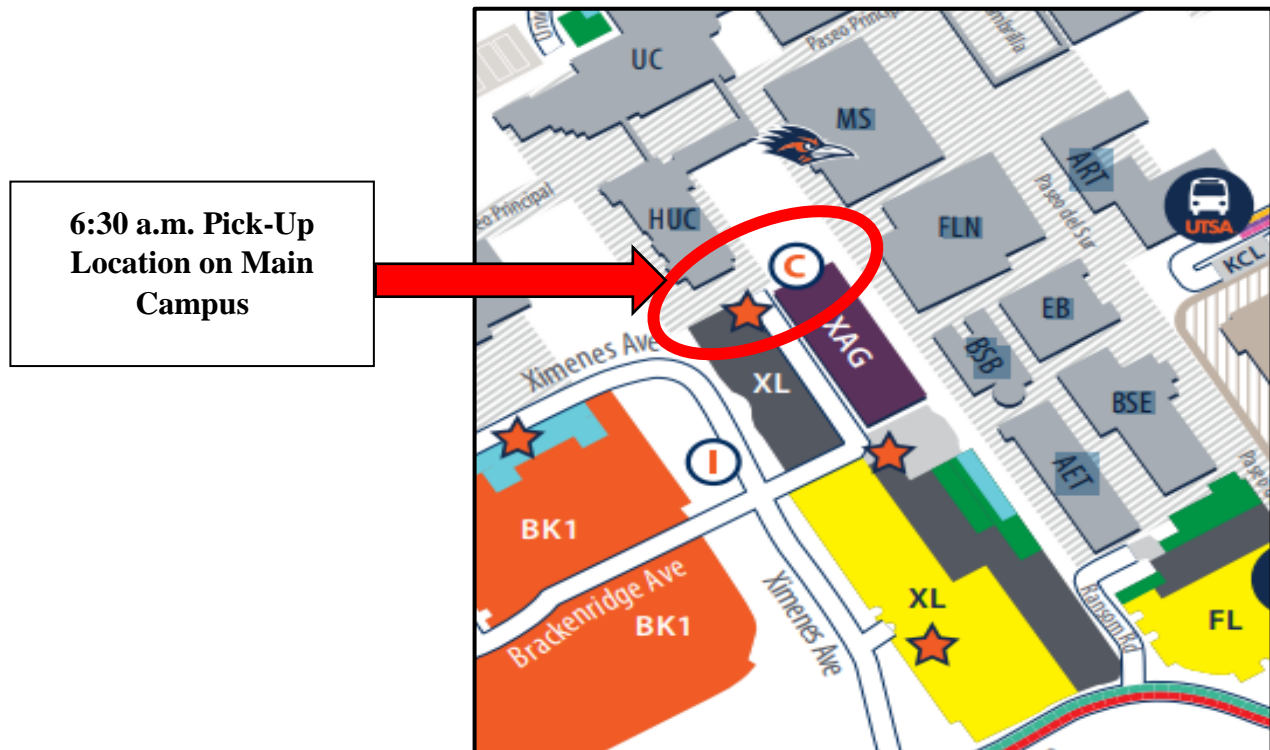 6:30 a.m. Pick-Up
Location on Main
Campus
UC
Paseo Principal
MS
ART
UTSA
KCL
HUC
FLN
Paseo del Sur
C
XAG
EB
BSB
BSE
Ximenes Ave
XL
AET
I
BK1
Brackenridge Ave
BK1
Ximenes Ave
XL
Ransom Rd
FL